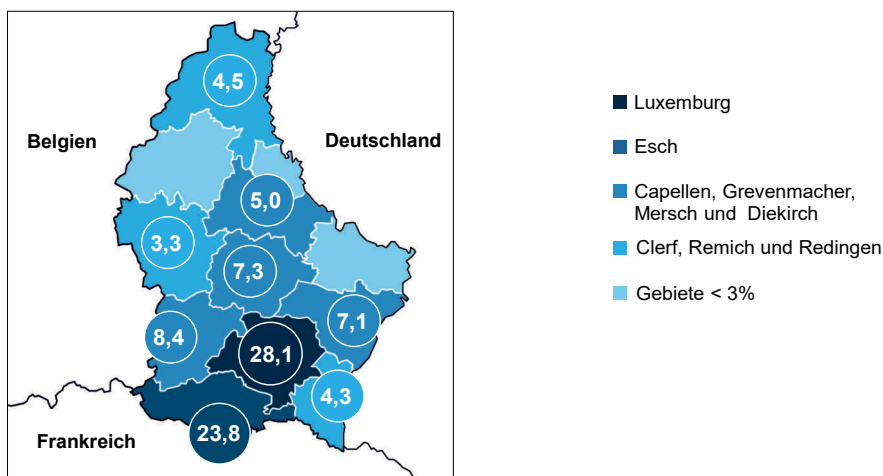 4,5
Belgien
Deutschland
5,0
3,3
7,3
7,1
8,4
28,1
4,3
23,8
Frankreich
Luxemburg
Esch
Capellen, Grevenmacher,
Mersch und Diekirch
Clerf, Remich und Redingen
Gebiete < 3%